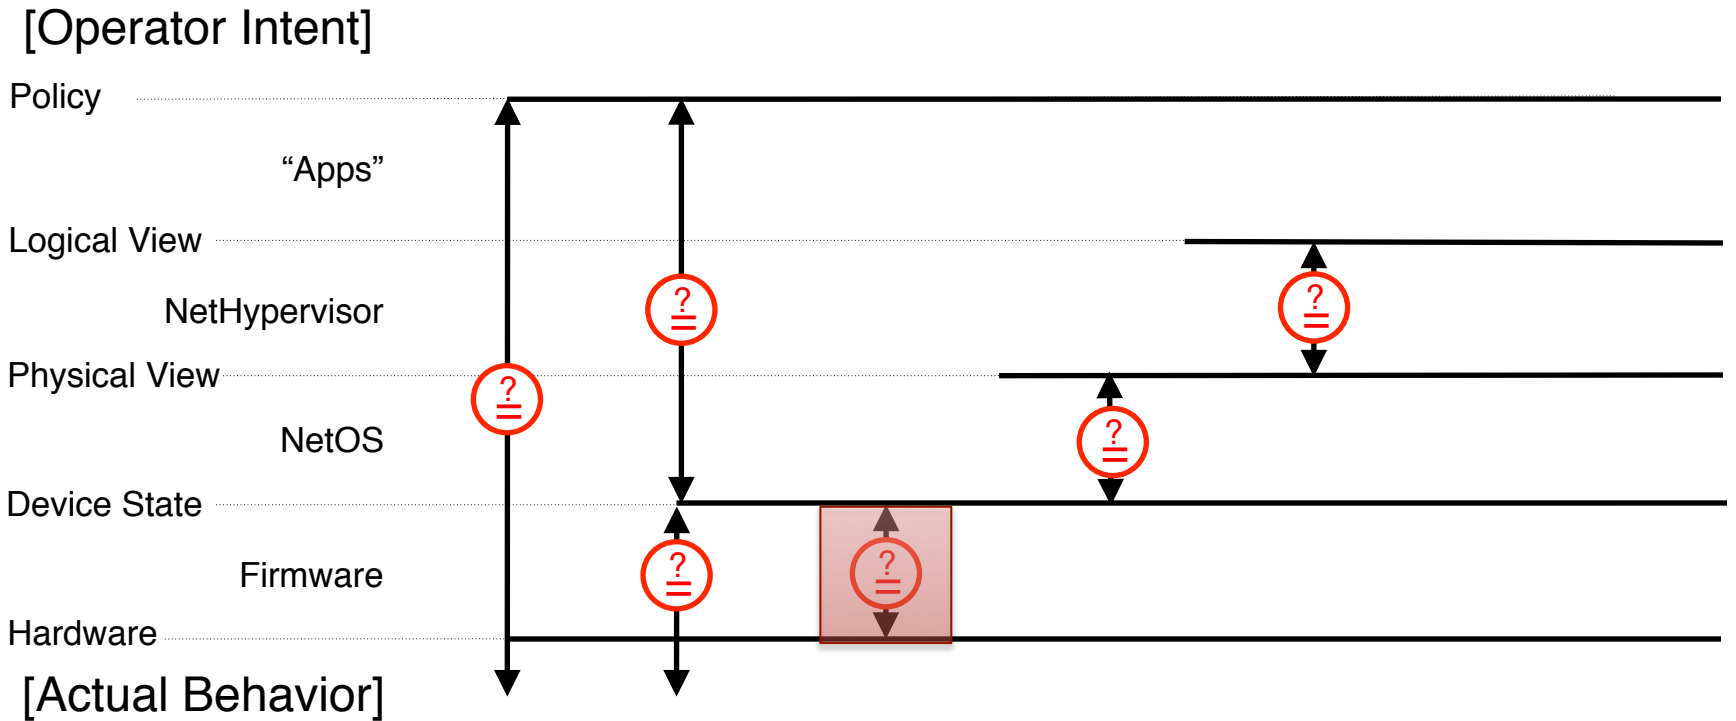 [Operator Intent]
Policy
“Apps”
Logical View
NetHypervisor
Physical View
NetOS
Device State
Firmware
Hardware
[Actual Behavior]
?
=
?
=
?
=
?
=
?
=
?
=